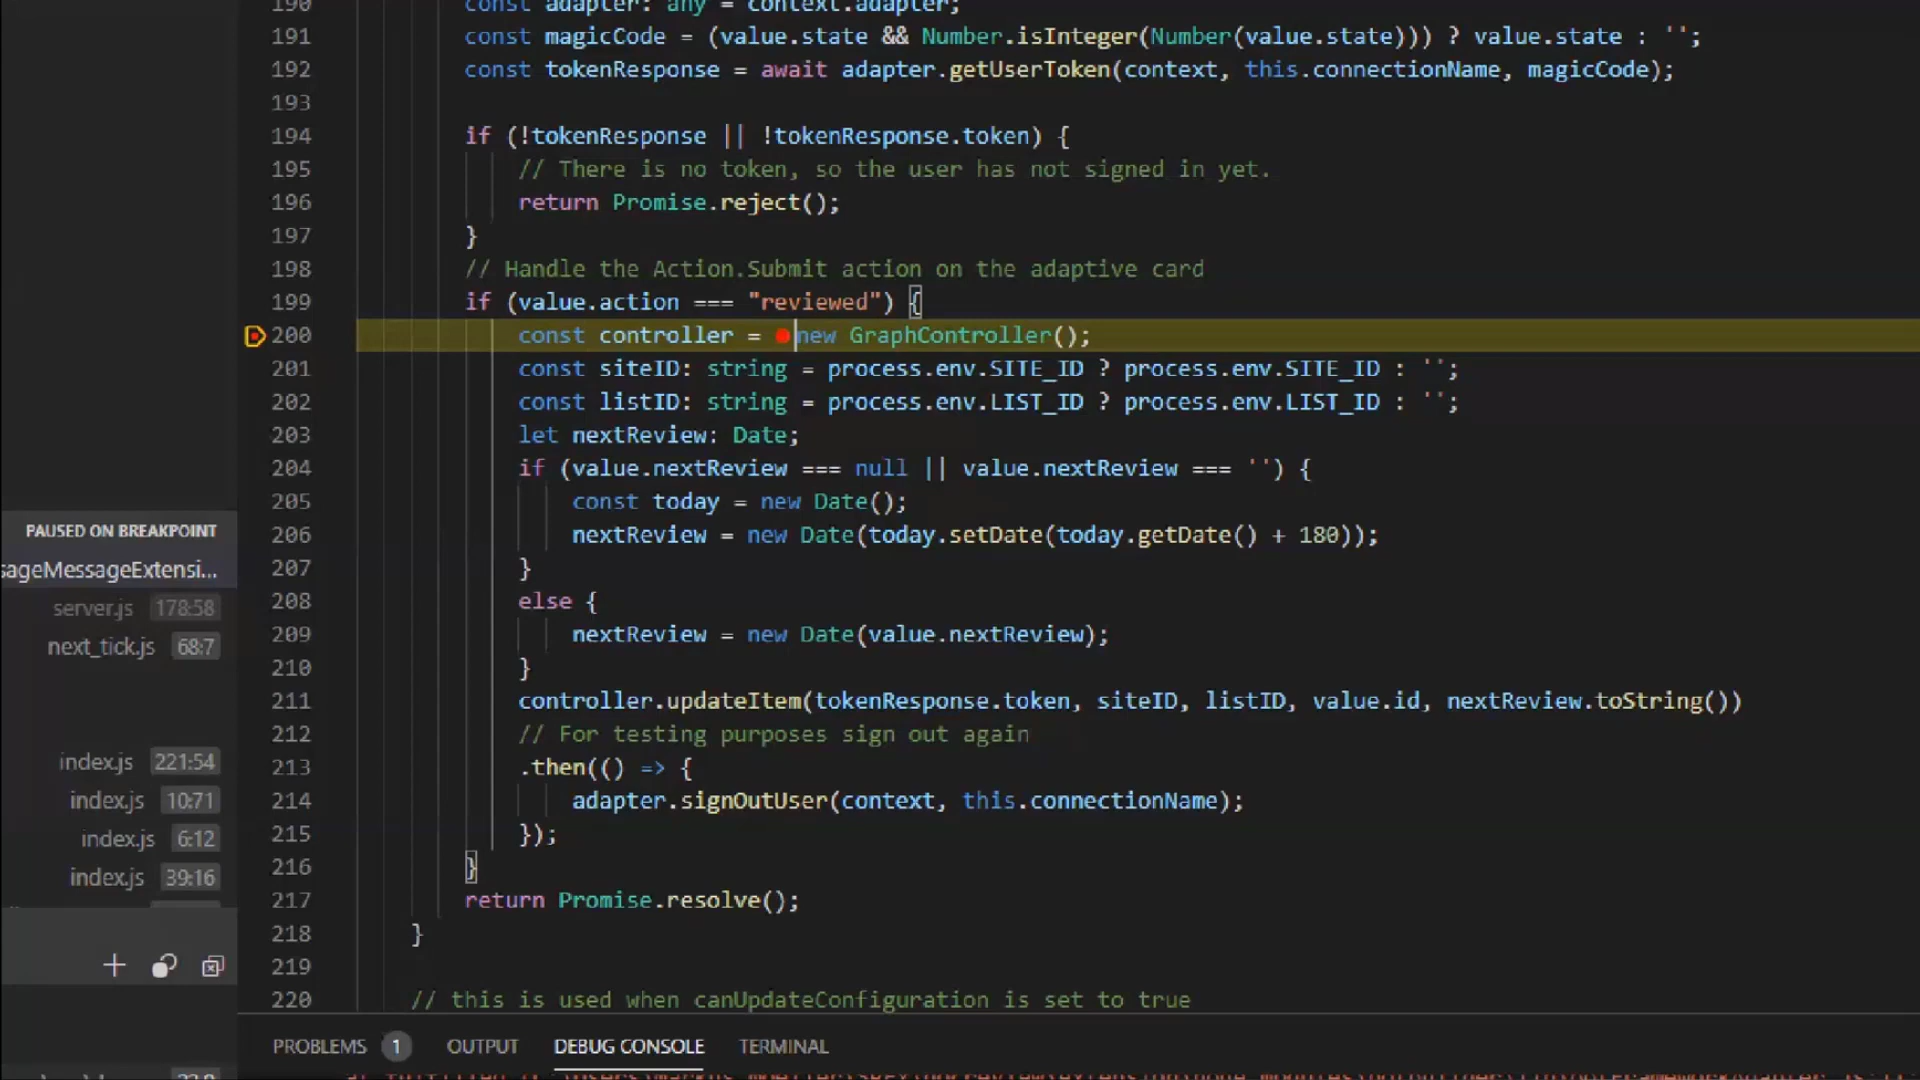 190 const adapter: any = context.adapter;
191 const magicCode = (value.state && Number.isInteger(Number(value.state))) ? value.state : '';
192 const tokenResponse = await adapter.getUserToken(context, this.connectionName, magicCode);
193
194 if (!tokenResponse || !tokenResponse.token) {
195 // There is no token, so the user has not signed in yet.
196 return Promise.reject();
197 }
198 // Handle the Action.Submit action on the adaptive card
199 if (value.action === "reviewed") {
200 const controller = new GraphController();
201 const siteID: string = process.env.SITE_ID ? process.env.SITE_ID : '';
202 const listID: string = process.env.LIST_ID ? process.env.LIST_ID : '';
203 let nextReview: Date;
204 if (value.nextReview === null || value.nextReview === '') {
205 const today = new Date();
206 nextReview = new Date(today.setDate(today.getDate() + 180));
207 }
208 else {
209 nextReview = new Date(value.nextReview);
210 }
211 controller.updateItem(tokenResponse.token, siteID, listID, value.id, nextReview.toString())
212 // For testing purposes sign out again
213 .then(() => {
214 adapter.signOutUser(context, this.connectionName);
215 });
216 }
217 return Promise.resolve();
218 }
219
220 // this is used when canUpdateConfiguration is set to true
PAUSED ON BREAKPOINT
sageMessageExtensi...
server.js 178:58
next_tick.js 68:7
index.js 221:54
index.js 10:71
index.js 6:12
index.js 39:16
PROBLEMS 1 OUTPUT DEBUG CONSOLE TERMINAL